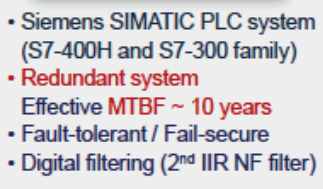 • Siemens SIMATIC PLC system
(S7-400H and S7-300 family)
• Redundant system
Effective MTBF ~ 10 years
• Fault-tolerant / Fail-secure
• Digital filtering (2nd IIR NF filter)